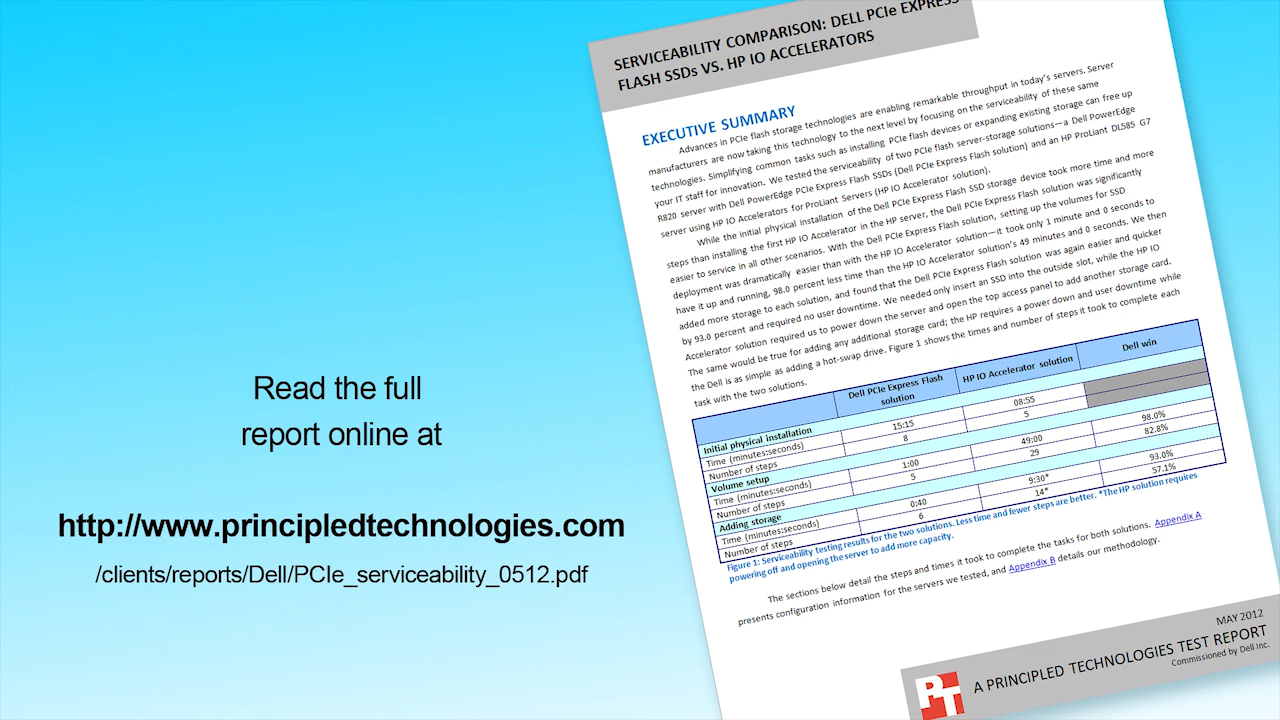 Read the full
report online at
http://www.principledtechnologies.com
/clients/reports/Dell/PCIe_serviceability_0512.pdf
SERVICEABILITY COMPARISON: DELL PCIe EXPRESS
FLASH SSDs VS. HP IO ACCELERATORS
EXECUTIVE SUMMARY
Advances in PCIe flash storage technologies are enabling remarkable throughput in today's servers. Server
manufacturers are now taking this technology to the next level by focusing on the serviceability of these same
technologies. Simplifying common tasks such as installing PCIe flash devices or expanding existing storage can free up
your IT staff for innovation. We tested the serviceability of two PCIe flash server-storage solutions—a Dell PowerEdge
R820 server with Dell PowerEdge PCIe Express Flash SSDs (Dell PCIe Express Flash solution) and an HP ProLiant DL585 G7
server using HP IO Accelerators for ProLiant Servers (HP IO Accelerator solution).
While the initial physical installation of the Dell PCIe Express Flash SSD storage device took more time and more
steps than installing the first HP IO Accelerator in the HP server, the Dell PCIe Express Flash solution was significantly
easier to service in all other scenarios. With the Dell PCIe Express Flash solution, setting up the volumes for SSD
deployment was dramatically easier than with the HP IO Accelerator solution—it took only 1 minute and 0 seconds to
have it up and running, 98.0 percent less time than the HP IO Accelerator solution's 49 minutes and 0 seconds. We then
added more storage to each solution, and found that the Dell PCIe Express Flash solution was again easier and quicker
by 93.0 percent and required no user downtime. We needed only insert an SSD into the outside slot, while the HP IO
Accelerator solution required us to power down the server and open the top access panel to add another storage card.
The same would be true for adding any additional storage card; the HP requires a power down and user downtime while
the Dell is as simple as adding a hot-swap drive. Figure 1 shows the times and number of steps it took to complete each
task with the two solutions.
Dell PCIe Express Flash
solution
HP IO Accelerator solution
Dell win
Initial physical installation
Time (minutes:seconds) 15:15 08:55
Number of steps 8 5
Volume setup
Time (minutes:seconds) 1:00 49:00 98.0%
Number of steps 5 29 82.8%
Adding storage
Time (minutes:seconds) 0:40 9:30* 93.0%
Number of steps 6 14* 57.1%
Figure 1: Serviceability testing results for the two solutions. Less time and fewer steps are better. *The HP solution requires
powering off and opening the server to add more capacity.
The sections below detail the steps and times it took to complete the tasks for both solutions. Appendix A
presents configuration information for the servers we tested, and Appendix B details our methodology.
MAY 2012
A PRINCIPLED TECHNOLOGIES TEST REPORT
Commissioned by Dell Inc.
PT